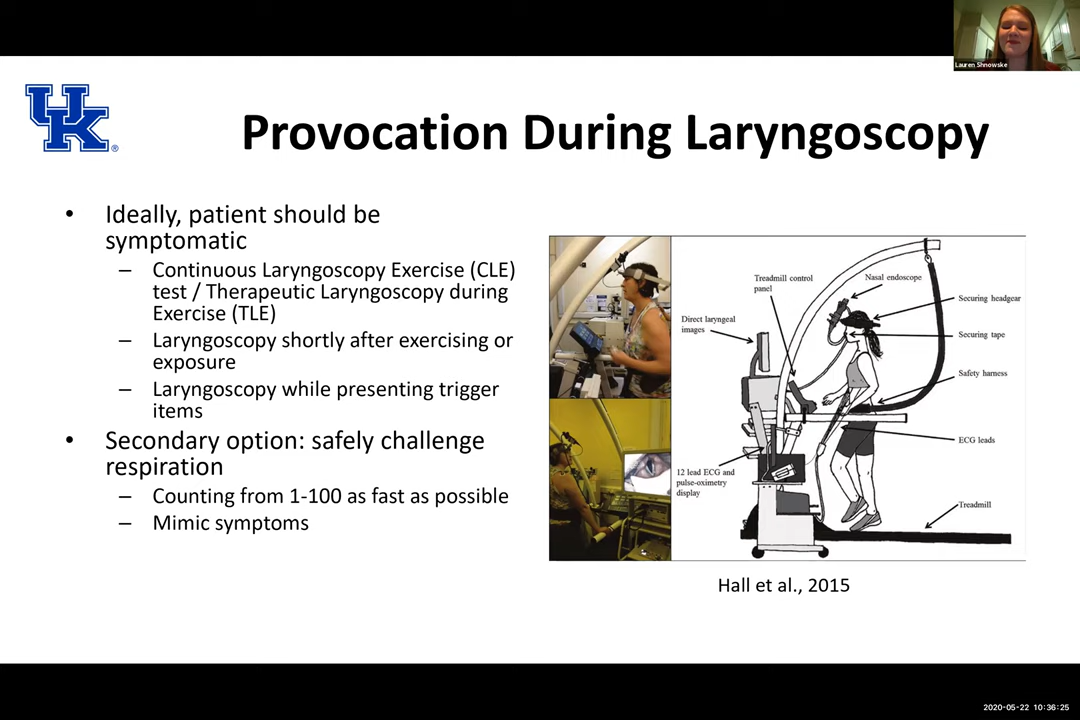 Lauren Shnowske
UK
®
Provocation During Laryngoscopy
• Ideally, patient should be
symptomatic
– Continuous Laryngoscopy Exercise (CLE)
test / Therapeutic Laryngoscopy during
Exercise (TLE)
– Laryngoscopy shortly after exercising or
exposure
– Laryngoscopy while presenting trigger
items
• Secondary option: safely challenge
respiration
– Counting from 1-100 as fast as possible
– Mimic symptoms
Treadmill control
panel
Nasal endoscope
Securing headgear
Direct laryngeal
images
Securing tape
Safety harness
ECG leads
12 lead ECG and
pulse-oximetry
display
Treadmill
Hall et al., 2015
2020-05-22 10:36:25